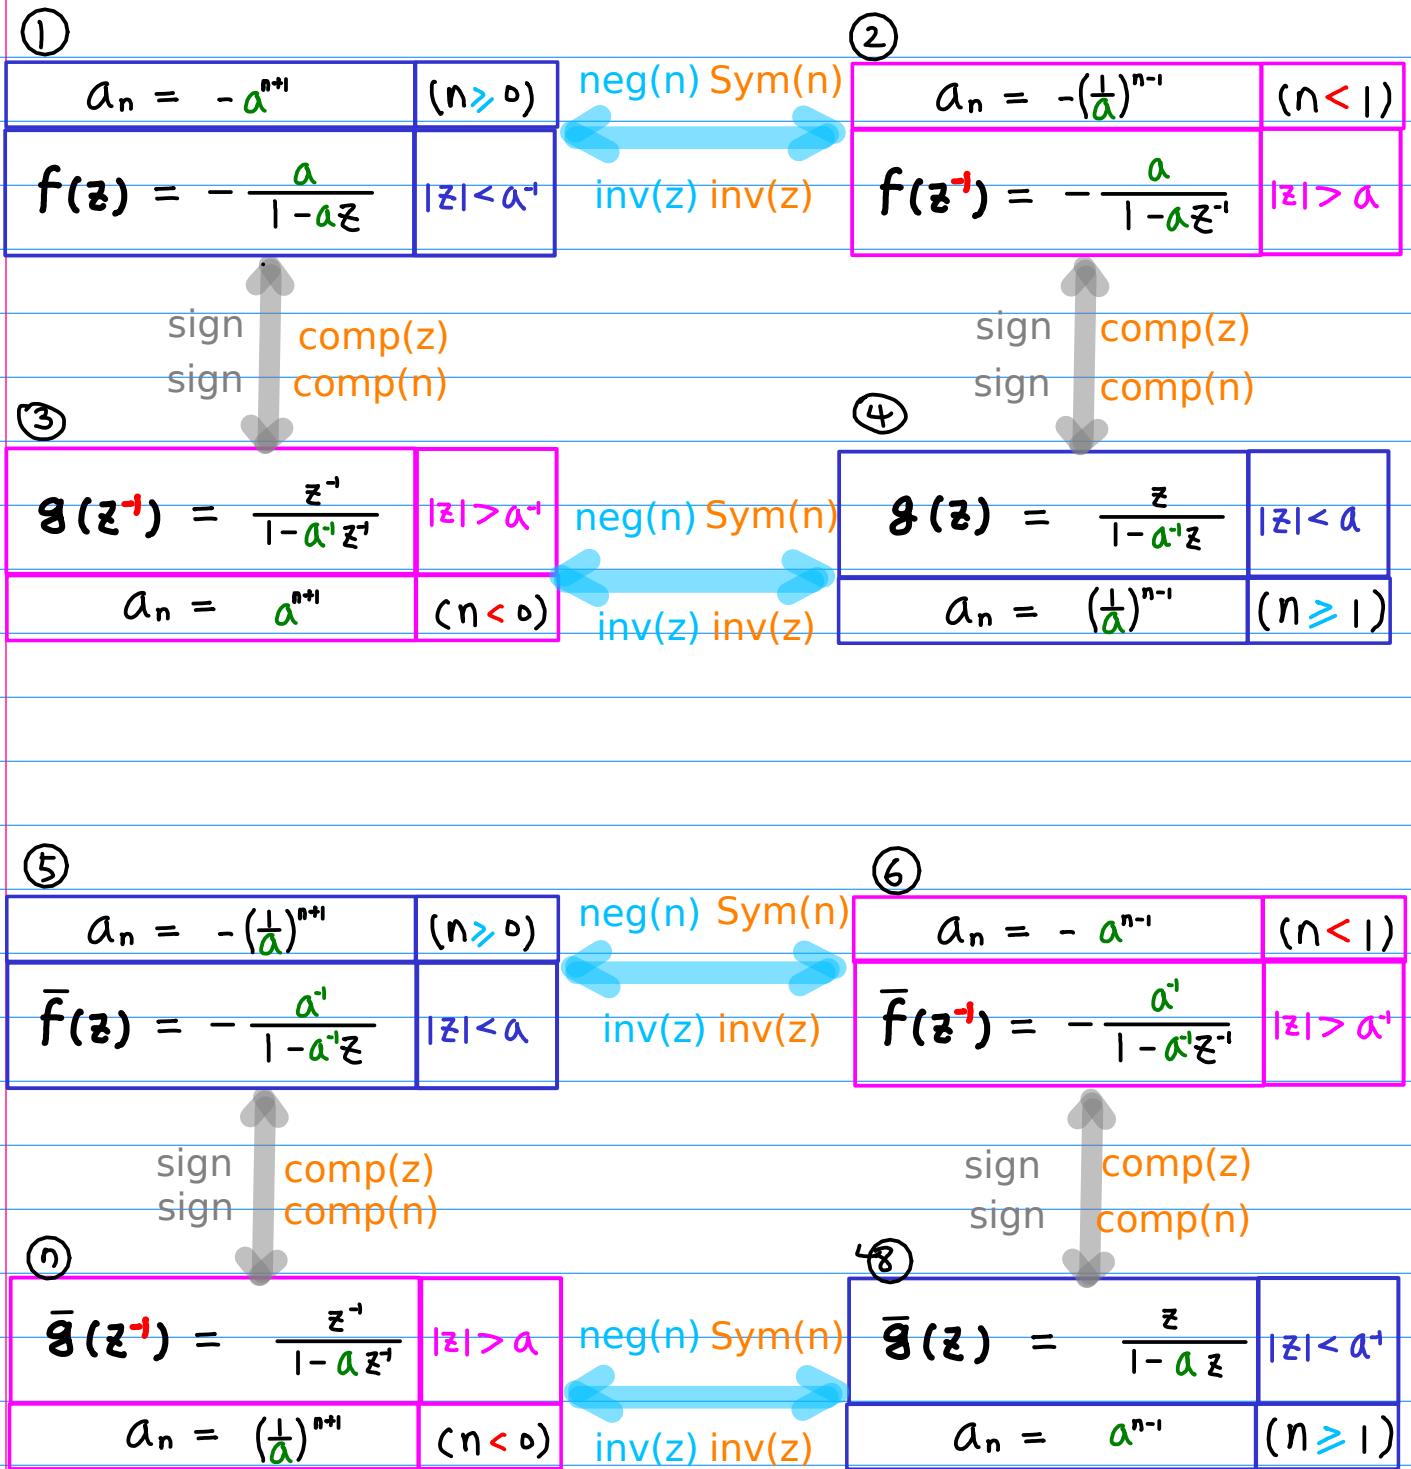 ① ②
aₙ = -aⁿ⁺¹ (n ≥ 0) neg(n) Sym(n) aₙ = -(1/a)ⁿ⁻¹ (n < 1)
f(z) = - a/(1-az) |z| < a⁻¹ inv(z) inv(z) f(z⁻¹) = - a/(1-az⁻¹) |z| > a
sign comp(z) sign comp(z)
sign comp(n) sign comp(n)
③ ④
g(z⁻¹) = z⁻¹/(1-a⁻¹z⁻¹) |z| > a⁻¹ neg(n) Sym(n) g(z) = z/(1-a⁻¹z) |z| < a
aₙ = aⁿ⁺¹ (n < 0) inv(z) inv(z) aₙ = (1/a)ⁿ⁻¹ (n ≥ 1)
⑤ ⑥
aₙ = -(1/a)ⁿ⁺¹ (n ≥ 0) neg(n) Sym(n) aₙ = - aⁿ⁻¹ (n < 1)
f̅(z) = - a⁻¹/(1-a⁻¹z) |z| < a inv(z) inv(z) f̅(z⁻¹) = - a⁻¹/(1-a⁻¹z⁻¹) |z| > a⁻¹
sign comp(z) sign comp(z)
sign comp(n) sign comp(n)
⑦ ⑧
g̅(z⁻¹) = z⁻¹/(1-az⁻¹) |z| > a neg(n) Sym(n) g̅(z) = z/(1-az) |z| < a⁻¹
aₙ = (1/a)ⁿ⁺¹ (n < 0) inv(z) inv(z) aₙ = aⁿ⁻¹ (n ≥ 1)